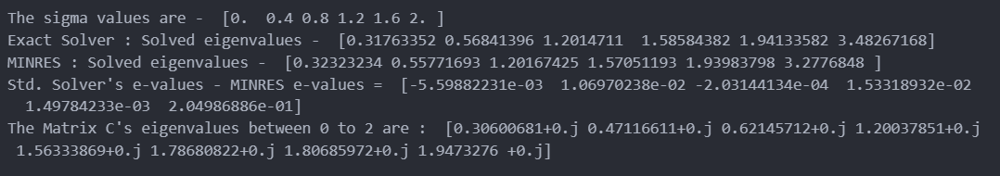 The sigma values are -  [0.  0.4 0.8 1.2 1.6 2. ]
Exact Solver : Solved eigenvalues -  [0.31763352 0.56841396 1.2014711  1.58584382 1.94133582 3.48267168]
MINRES : Solved eigenvalues -  [0.32323234 0.55771693 1.20167425 1.57051193 1.93983798 3.2776848 ]
Std. Solver's e-values - MINRES e-values =  [-5.59882231e-03  1.06970238e-02 -2.03144134e-04  1.53318932e-02
  1.49784233e-03  2.04986886e-01]
The Matrix C's eigenvalues between 0 to 2 are :  [0.30600681+0.j 0.47116611+0.j 0.62145712+0.j 1.20037851+0.j
 1.56333869+0.j 1.78680822+0.j 1.80685972+0.j 1.9473276 +0.j]